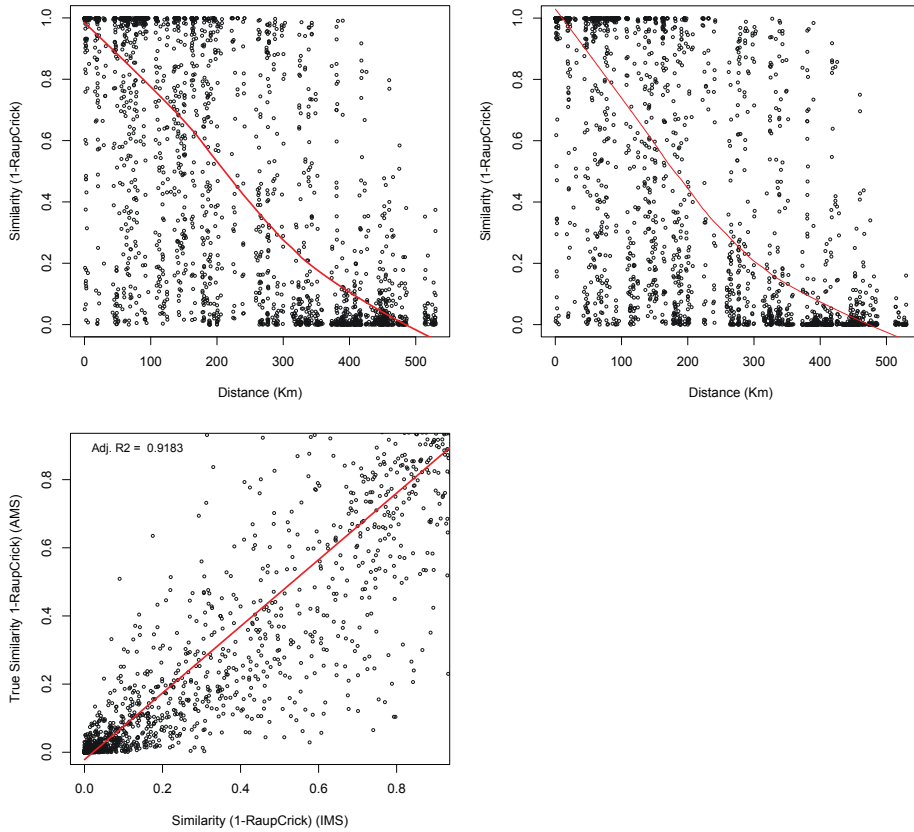 1.0
0.8
0.6
0.4
0.2
0.0
Similarity (1-RaupCrick)
0 100 200 300 400 500
Distance (Km)
1.0
0.8
0.6
0.4
0.2
0.0
Similarity (1-RaupCrick)
0 100 200 300 400 500
Distance (Km)
Adj. R2 = 0.9183
0.8
0.6
0.4
0.2
0.0
True Similarity 1-RaupCrick) (AMS)
0.0 0.2 0.4 0.6 0.8
Similarity (1-RaupCrick) (IMS)